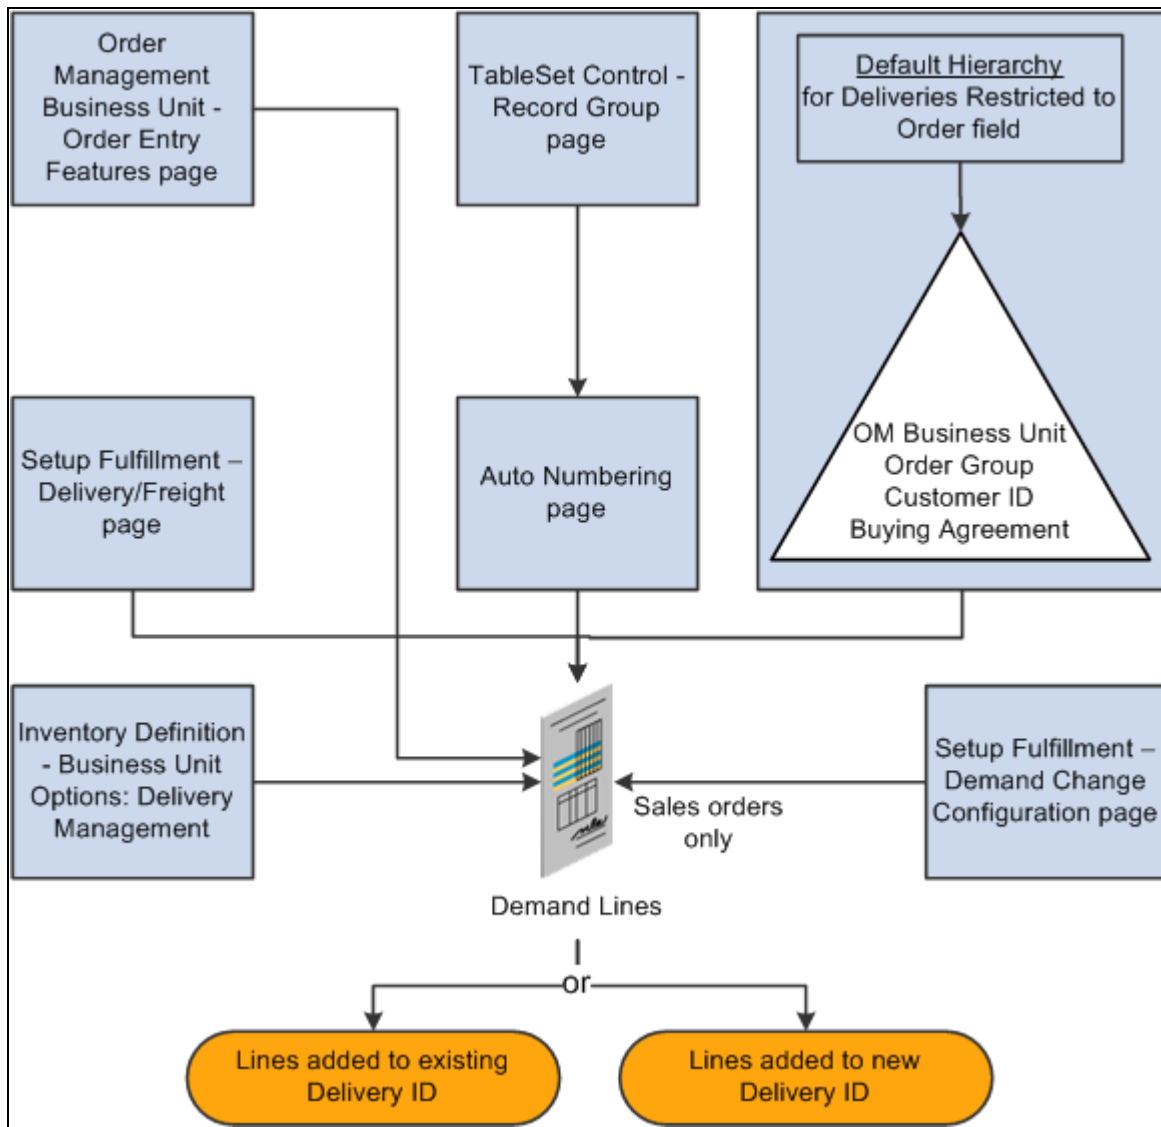 Order
Management
Business Unit -
Order Entry
Features page
TableSet Control -
Record Group
page
Default Hierarchy
for Deliveries Restricted to
Order field
Setup Fulfillment –
Delivery/Freight
page
Auto Numbering
page
OM Business Unit
Order Group
Customer ID
Buying Agreement
Inventory Definition
- Business Unit
Options: Delivery
Management
Sales orders
only
Setup Fulfillment –
Demand Change
Configuration page
Demand Lines
or
Lines added to existing
Delivery ID
Lines added to new
Delivery ID